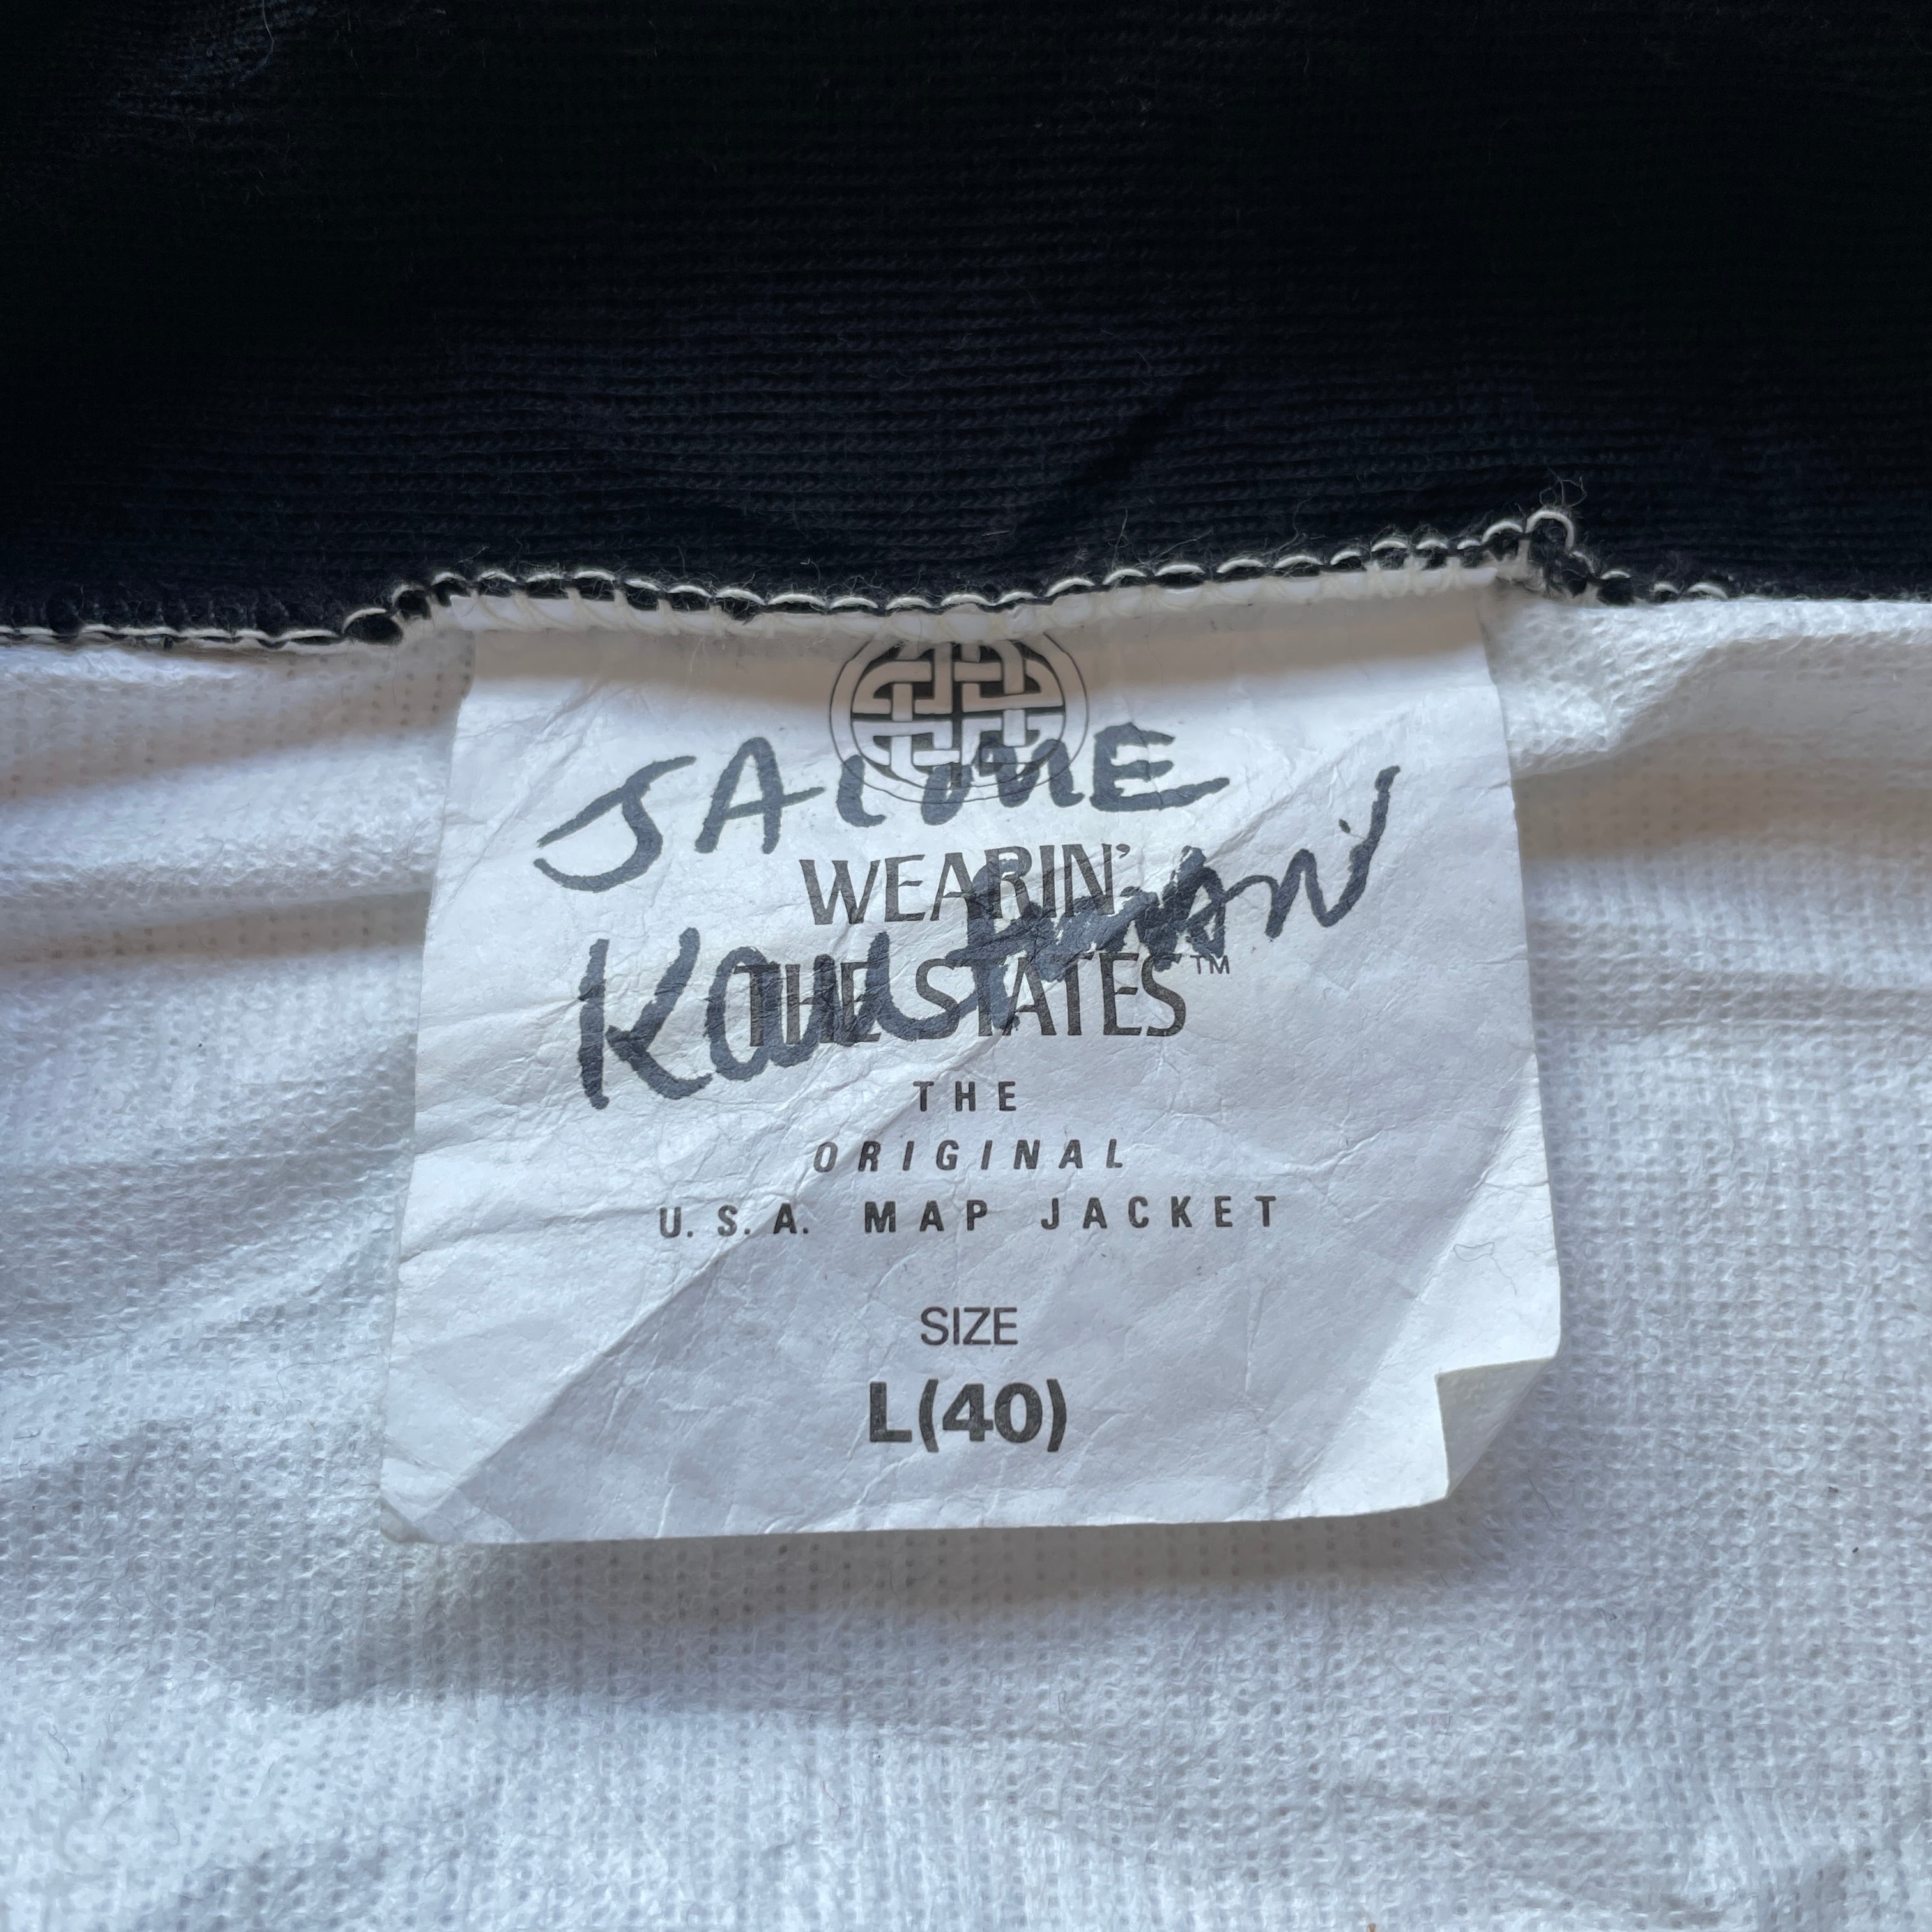 JAIME
WEARIN'
Kaufman
THE STATES™
THE
ORIGINAL
U.S.A. MAP JACKET
SIZE
L(40)